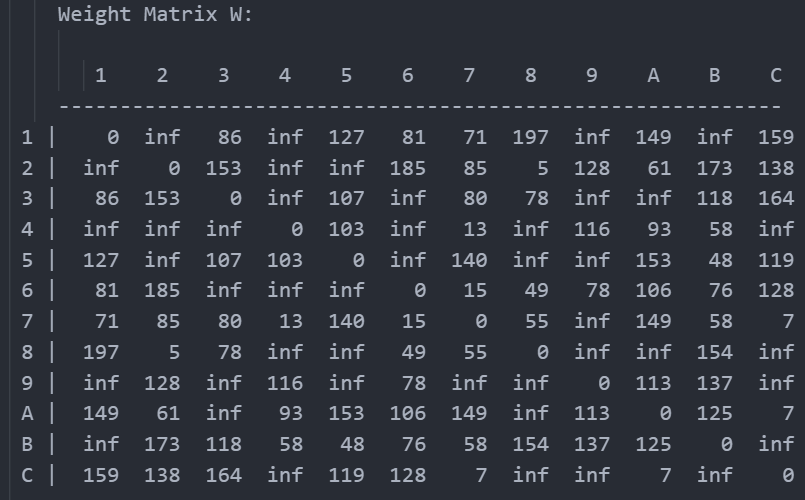 Weight Matrix W:
1 2 3 4 5 6 7 8 9 A B C
------------------------------------------------------------------------
1 | 0 inf 86 inf 127 81 71 197 inf 149 inf 159
2 | inf 0 153 inf inf 185 85 5 128 61 173 138
3 | 86 153 0 inf 107 inf 80 78 inf inf 118 164
4 | inf inf inf 0 103 inf 13 inf 116 93 58 inf
5 | 127 inf 107 103 0 inf 140 inf inf 153 48 119
6 | 81 185 inf inf inf 0 15 49 78 106 76 128
7 | 71 85 80 13 140 15 0 55 inf 149 58 7
8 | 197 5 78 inf inf 49 55 0 inf inf 154 inf
9 | inf 128 inf 116 inf 78 inf inf 0 113 137 inf
A | 149 61 inf 93 153 106 149 inf 113 0 125 7
B | inf 173 118 58 48 76 58 154 137 125 0 inf
C | 159 138 164 inf 119 128 7 inf inf 7 inf 0